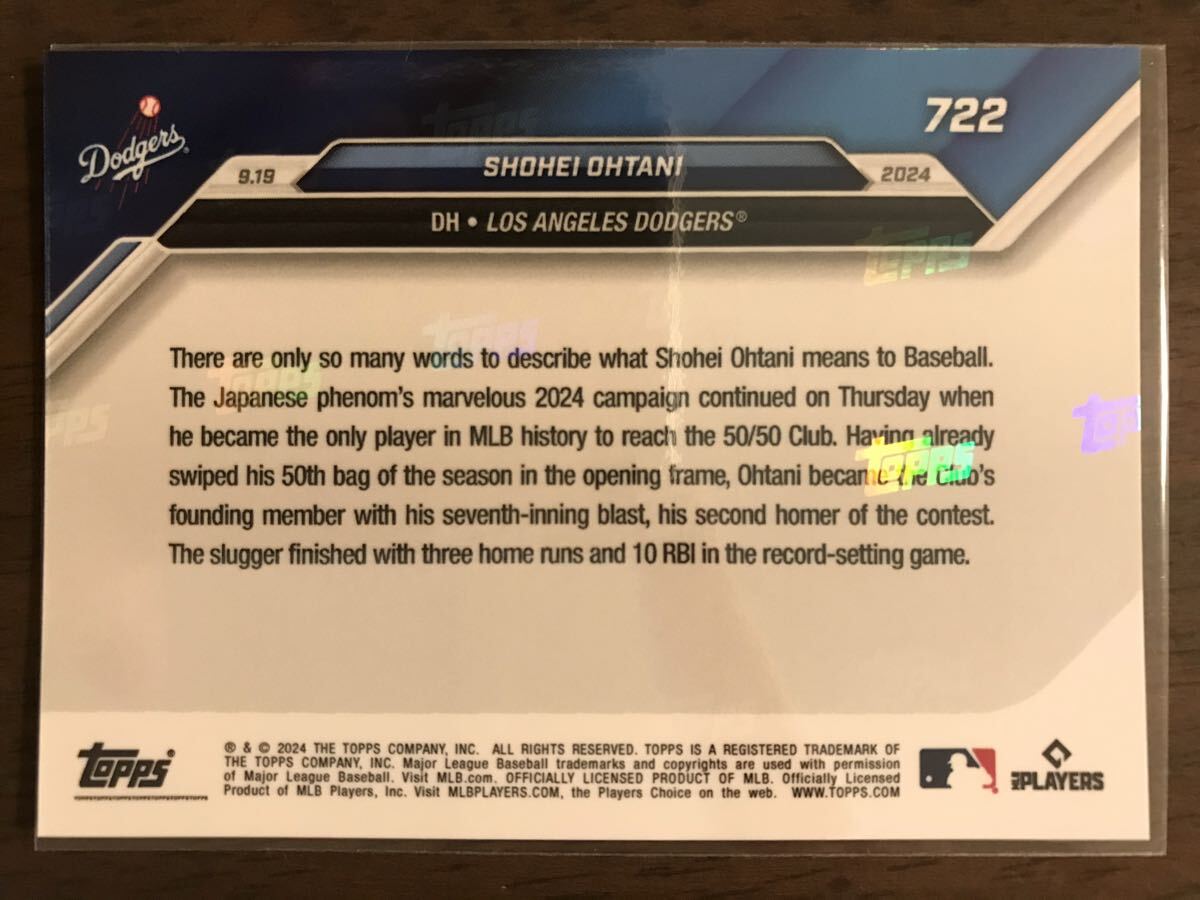 Dodgers
722
SHOHEI OHTANI
9.19
2024
DH • LOS ANGELES DODGERS®
There are only so many words to describe what Shohei Ohtani means to Baseball.
The Japanese phenom's marvelous 2024 campaign continued on Thursday when
he became the only player in MLB history to reach the 50/50 Club. Having already
swiped his 50th bag of the season in the opening frame, Ohtani became the Club's
founding member with his seventh-inning blast, his second homer of the contest.
The slugger finished with three home runs and 10 RBI in the record-setting game.
topps®
® & © 2024 THE TOPPS COMPANY, INC. ALL RIGHTS RESERVED. TOPPS IS A REGISTERED TRADEMARK OF
THE TOPPS COMPANY, INC. Major League Baseball trademarks and copyrights are used with permission
of Major League Baseball. Visit MLB.com. OFFICIALLY LICENSED PRODUCT OF MLB. Officially Licensed
Product of MLB Players, Inc. Visit MLBPLAYERS.COM, the Players Choice on the web. WWW.TOPPS.COM
MLB PLAYERS
TOPPS
TOPPS
TOPPS
TOPPS
TOPPS
TOPPS